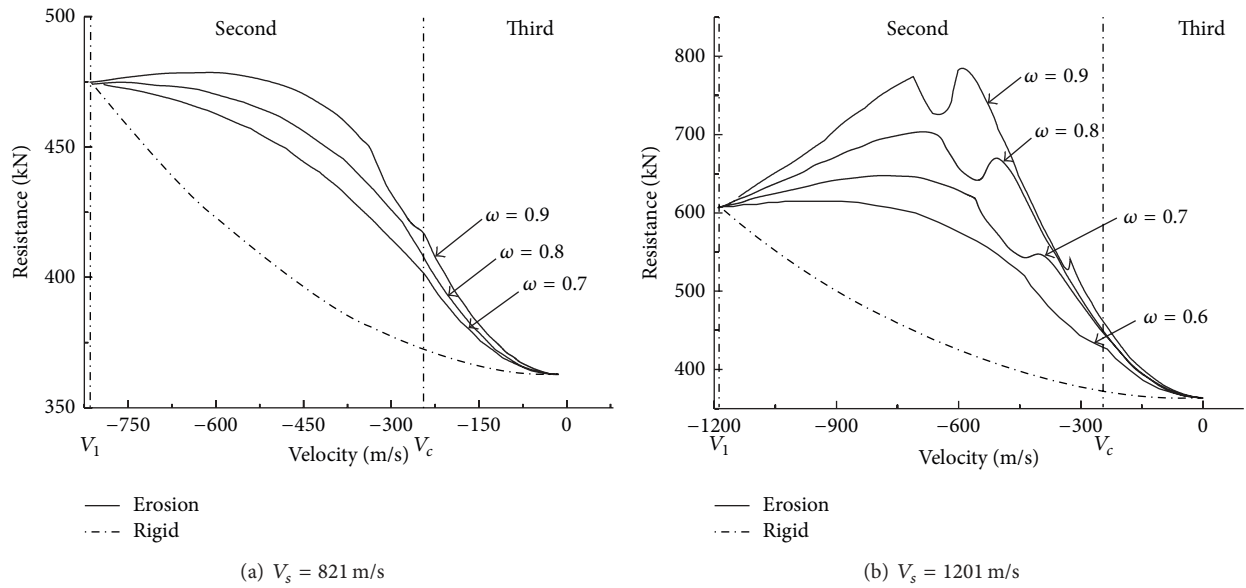 500
Second
Third
450
Resistance (kN)
400
350
ω = 0.9
ω = 0.8
ω = 0.7
−750
−600
−450
−300
−150
0
V1
Velocity (m/s)
Vc
Erosion
Rigid
(a) Vs = 821 m/s
Second
Third
800
700
600
500
400
Resistance (kN)
ω = 0.9
ω = 0.8
ω = 0.7
ω = 0.6
−1200
−900
−600
−300
0
V1
Velocity (m/s)
Vc
Erosion
Rigid
(b) Vs = 1201 m/s